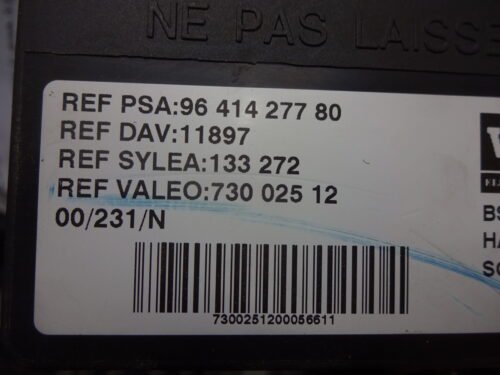 NE PAS
REF PSA:96 414 277 80
REF DAV:11897
REF SYLEA:133 272
REF VALEO:730 025 12
00/231/N
7300251200056611